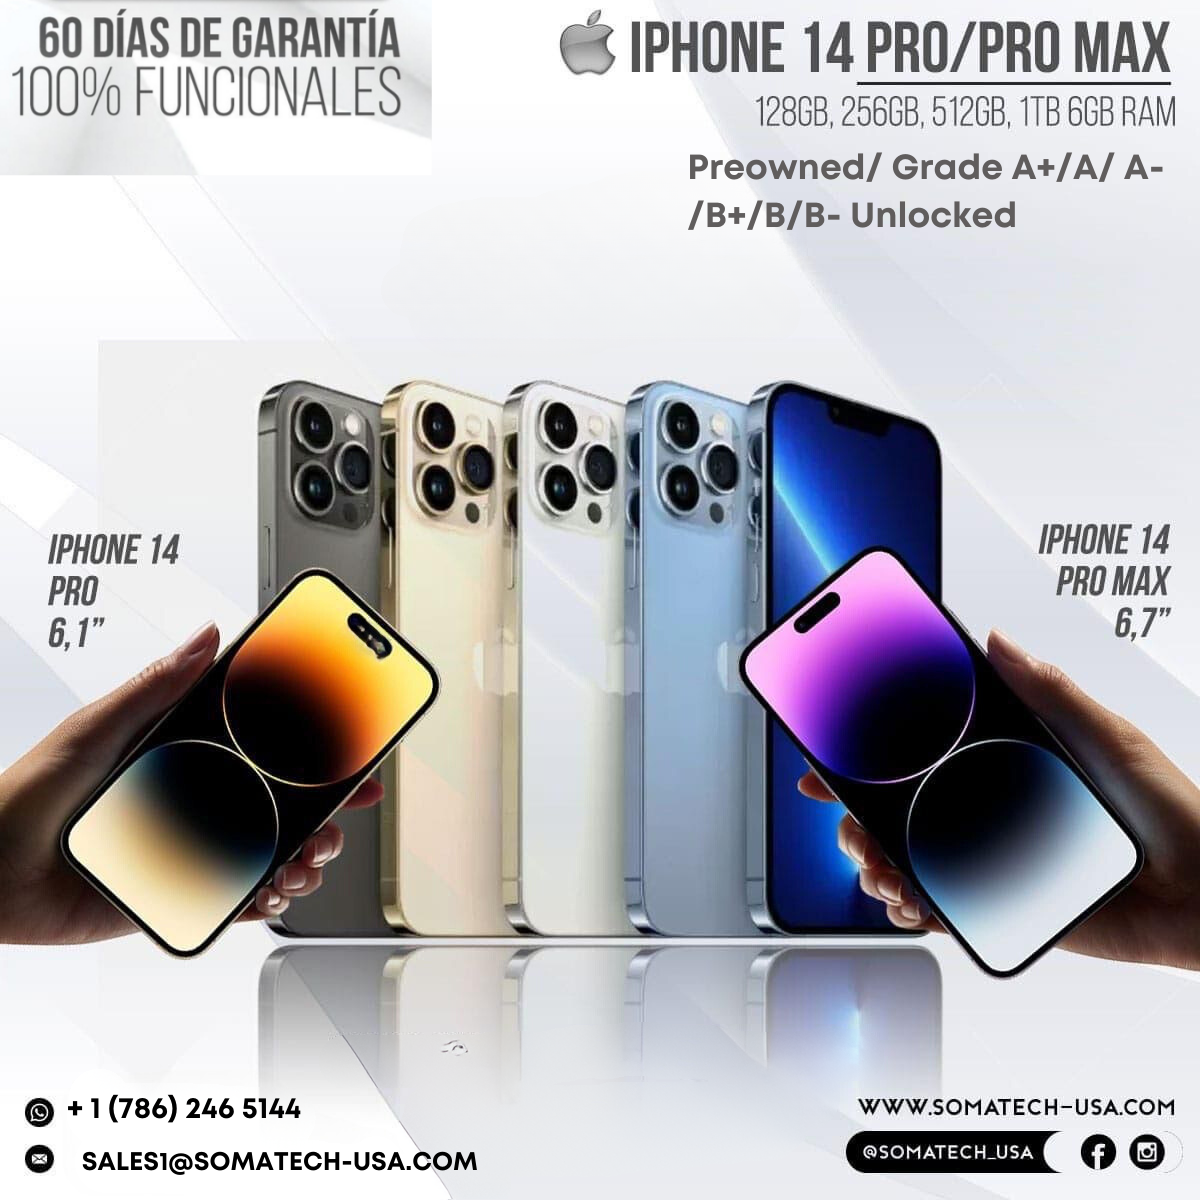 60 DÍAS DE GARANTÍA
100% FUNCIONALES
IPHONE 14 PRO/PRO MAX
128GB, 256GB, 512GB, 1TB 6GB RAM
Preowned/ Grade A+/A/ A-
/B+/B/B- Unlocked
IPHONE 14
PRO
6,1”
IPHONE 14
PRO MAX
6,7”
+ 1 (786) 246 5144
SALES1@SOMATECH-USA.COM
WWW.SOMATECH-USA.COM
@SOMATECH_USA